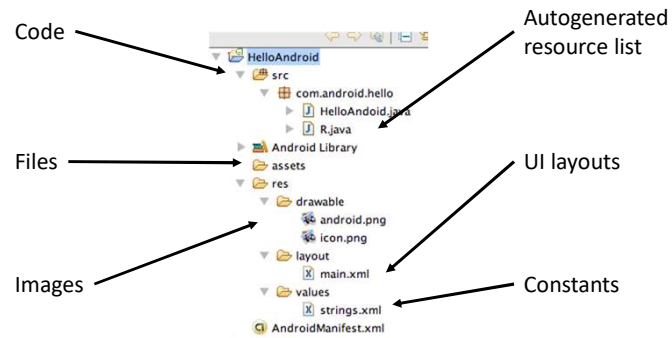 Code
Autogenerated
resource list
HelloAndroid
src
com.android.hello
HelloAndoid.java
R.java
Android Library
Files
assets
UI layouts
res
drawable
android.png
icon.png
layout
Images
main.xml
Constants
values
strings.xml
AndroidManifest.xml